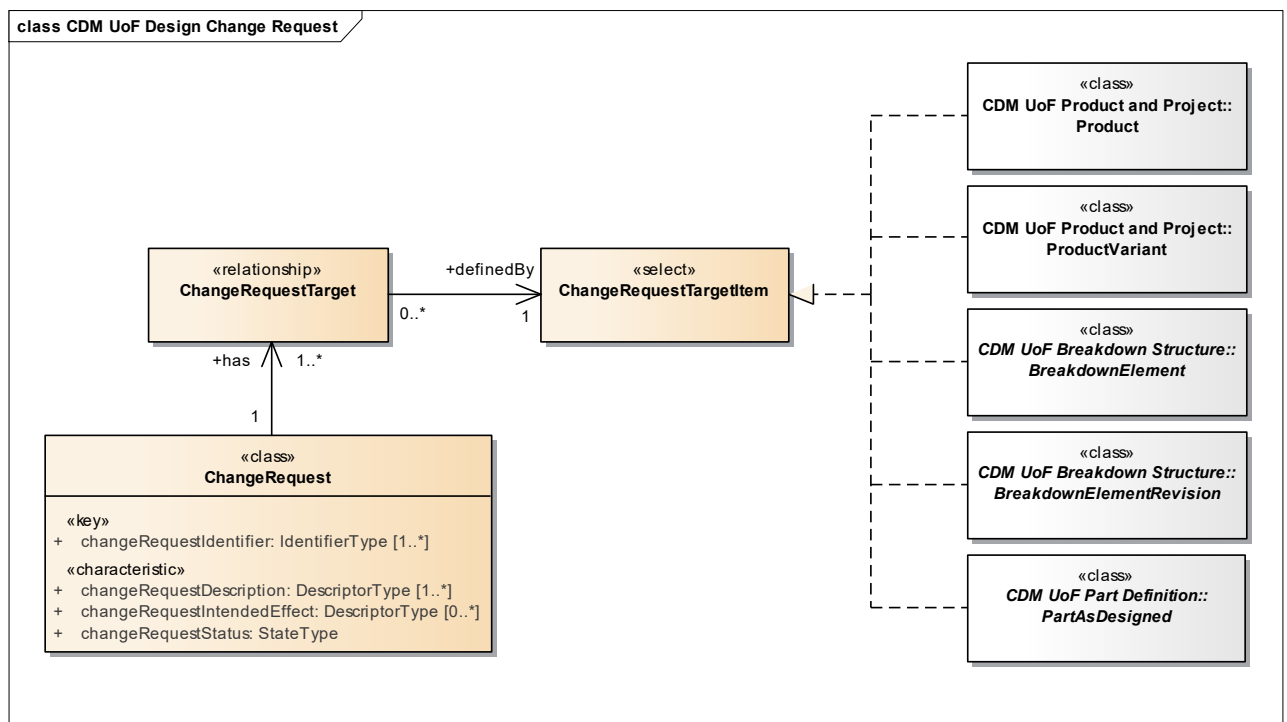 class CDM UoF Design Change Request
«class»
CDM UoF Product and Project::
Product
«class»
CDM UoF Product and Project::
ProductVariant
«relationship»
ChangeRequestTarget
+definedBy
0..*
1
«select»
ChangeRequestTargetItem
«class»
CDM UoF Breakdown Structure::
BreakdownElement
+has
1..*
1
«class»
ChangeRequest
«key»
+ changeRequestIdentifier: IdentifierType [1..*]
«characteristic»
+ changeRequestDescription: DescriptorType [1..*]
+ changeRequestIntendedEffect: DescriptorType [0..*]
+ changeRequestStatus: StateType
«class»
CDM UoF Breakdown Structure::
BreakdownElementRevision
«class»
CDM UoF Part Definition::
PartAsDesigned